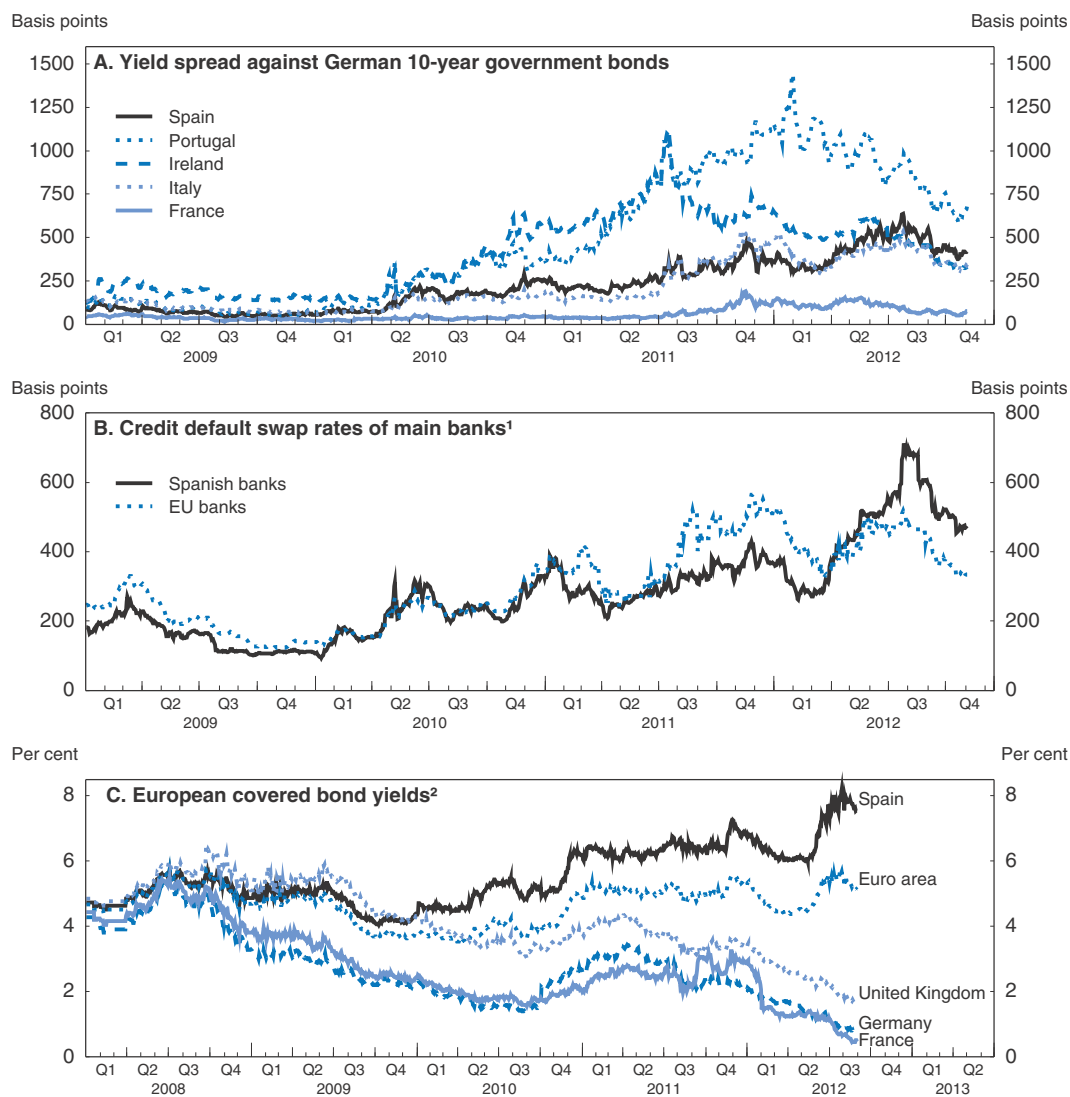 Basis points Basis points
A. Yield spread against German 10-year government bonds
1500 1500
1250 1250
1000 1000
750 750
500 500
250 250
0 0
Spain
Portugal
Ireland
Italy
France
Q1 Q2 Q3 Q4 Q1 Q2 Q3 Q4 Q1 Q2 Q3 Q4 Q1 Q2 Q3 Q4
2009 2010 2011 2012
Basis points Basis points
800 800
B. Credit default swap rates of main banks¹
600 600
400 400
200 200
0 0
Spanish banks
EU banks
Q1 Q2 Q3 Q4 Q1 Q2 Q3 Q4 Q1 Q2 Q3 Q4 Q1 Q2 Q3 Q4
2009 2010 2011 2012
Per cent Per cent
C. European covered bond yields²
8 8
6 6
4 4
2 2
0 0
Spain
Euro area
United Kingdom
Germany
France
Q1 Q2 Q3 Q4 Q1 Q2 Q3 Q4 Q1 Q2 Q3 Q4 Q1 Q2 Q3 Q4 Q1 Q2 Q3 Q4 Q1 Q2
2008 2009 2010 2011 2012 2013